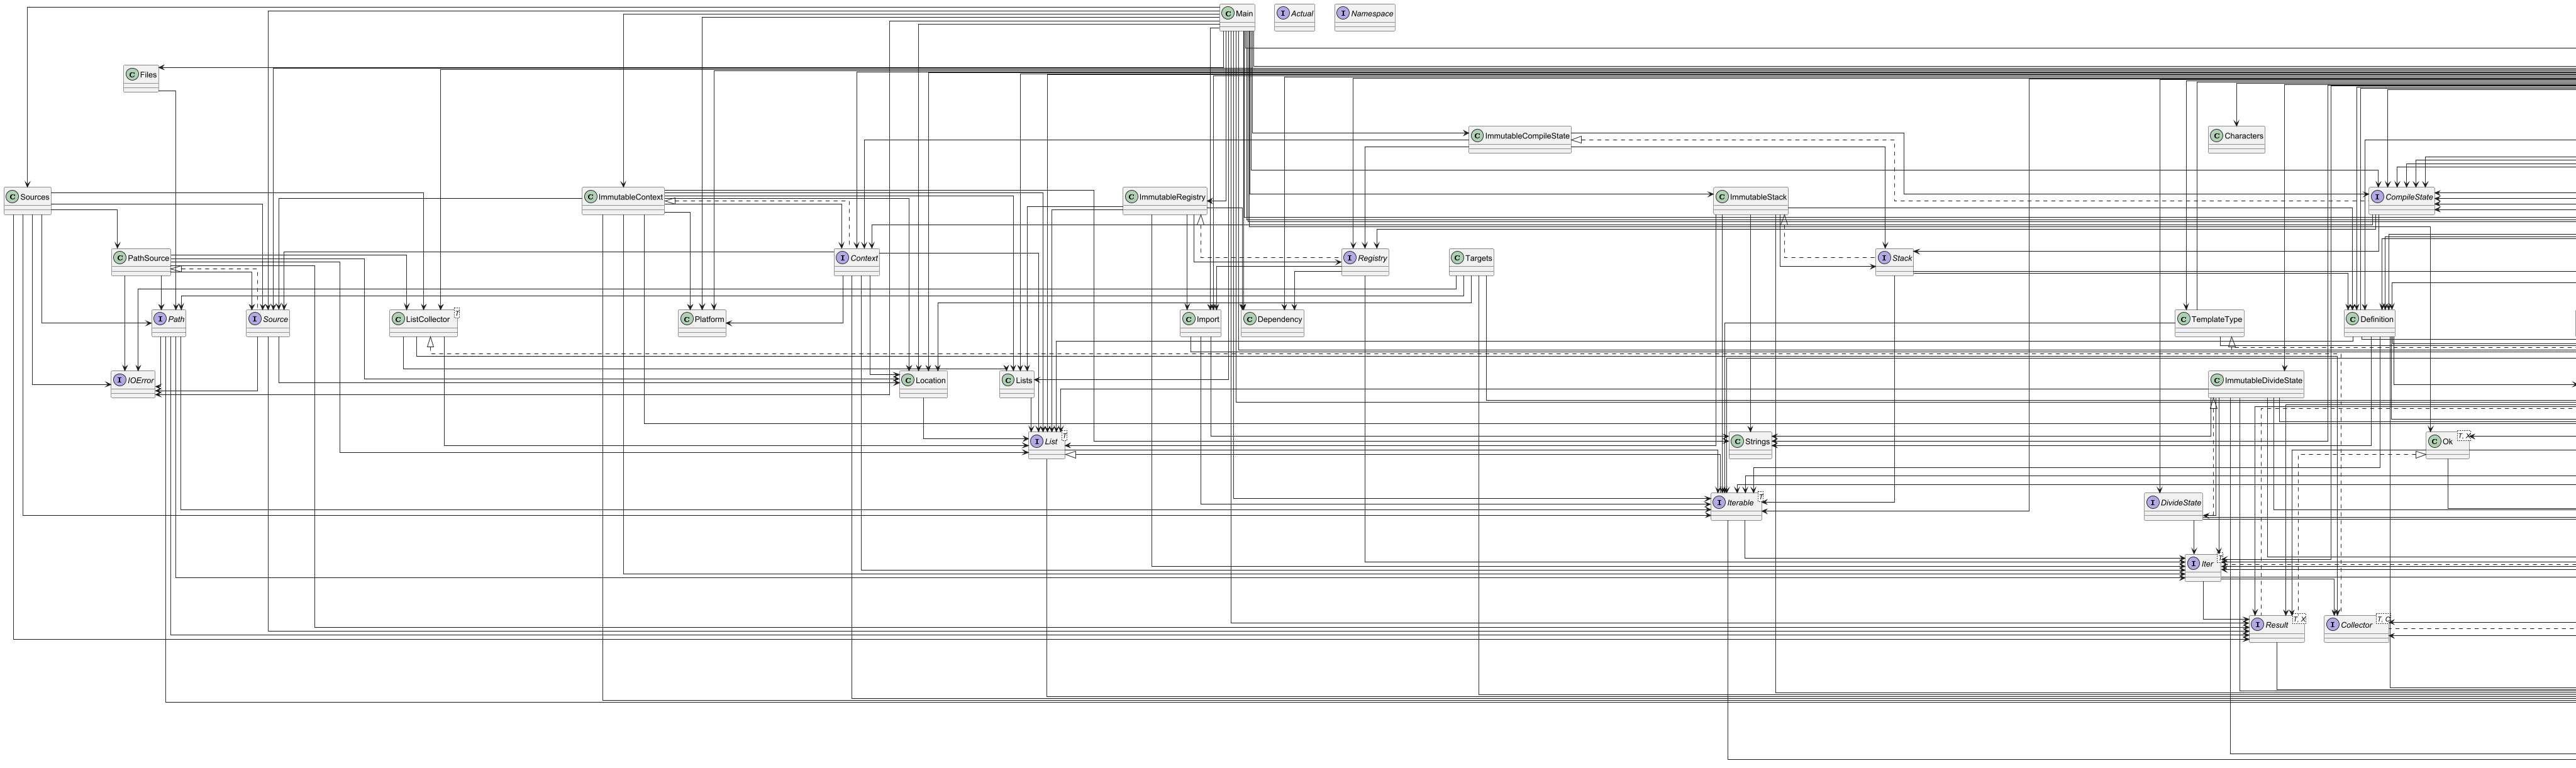 C Main
I Actual
I Namespace
C Files
C ImmutableCompileState
C Characters
C Sources
C ImmutableContext
C ImmutableRegistry
C ImmutableStack
I CompileState
C PathSource
I Context
I Registry
C Targets
I Stack
I Path
I Source
C ListCollector T
C Platform
C Import
C Dependency
C TemplateType
C Definition
I IOError
C Location
C Lists
C ImmutableDivideState
I List T
C Strings
C Ok T, X
I Iterable T
I DivideState
I Iter T
I Result T, X
I Collector T, C